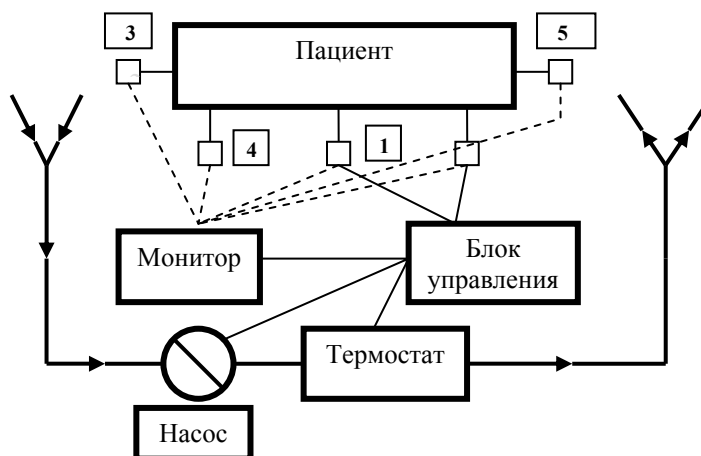 3
5
Пациент
4
1
Монитор
Блок
управления
Термостат
Насос